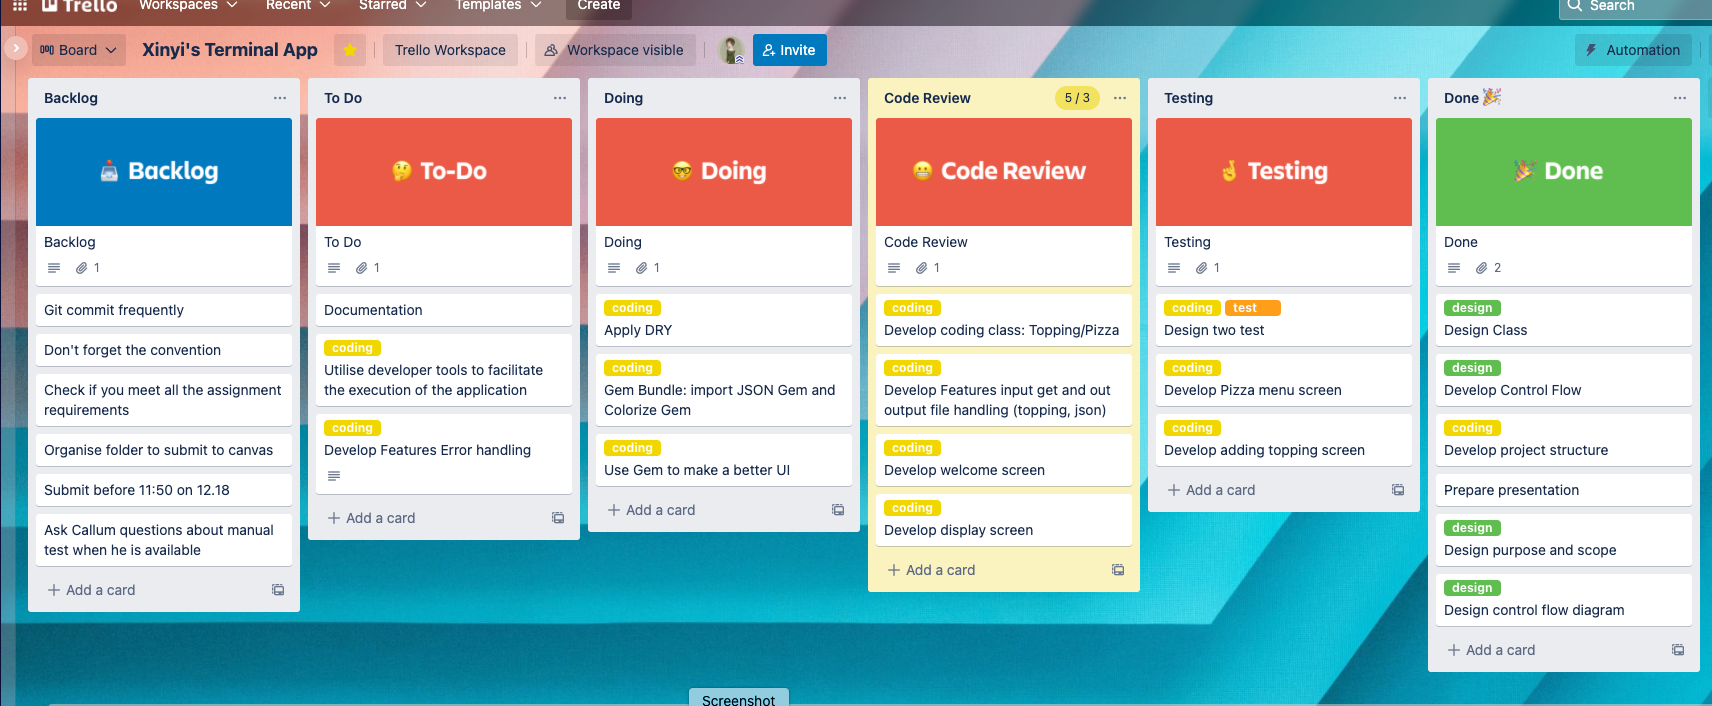 Trello
Workspaces
Recent
Starred
Templates
Create
Search
Board
Xinyi's Terminal App
Trello Workspace
Workspace visible
Invite
Automation
Backlog
Backlog
Backlog
1
Git commit frequently
Don't forget the convention
Check if you meet all the assignment
requirements
Organise folder to submit to canvas
Submit before 11:50 on 12.18
Ask Callum questions about manual
test when he is available
Add a card
To Do
To-Do
To Do
1
Documentation
coding
Utilise developer tools to facilitate
the execution of the application
coding
Develop Features Error handling
Add a card
Doing
Doing
Doing
1
coding
Apply DRY
coding
Gem Bundle: import JSON Gem and
Colorize Gem
coding
Use Gem to make a better UI
Add a card
Code Review
5 / 3
Code Review
Code Review
1
coding
Develop coding class: Topping/Pizza
coding
Develop Features input get and out
output file handling (topping, json)
coding
Develop welcome screen
coding
Develop display screen
Add a card
Testing
Testing
Testing
1
coding test
Design two test
coding
Develop Pizza menu screen
coding
Develop adding topping screen
Add a card
Done 🎉
Done
Done
2
design
Design Class
design
Develop Control Flow
coding
Develop project structure
Prepare presentation
design
Design purpose and scope
design
Design control flow diagram
Add a card
Screenshot